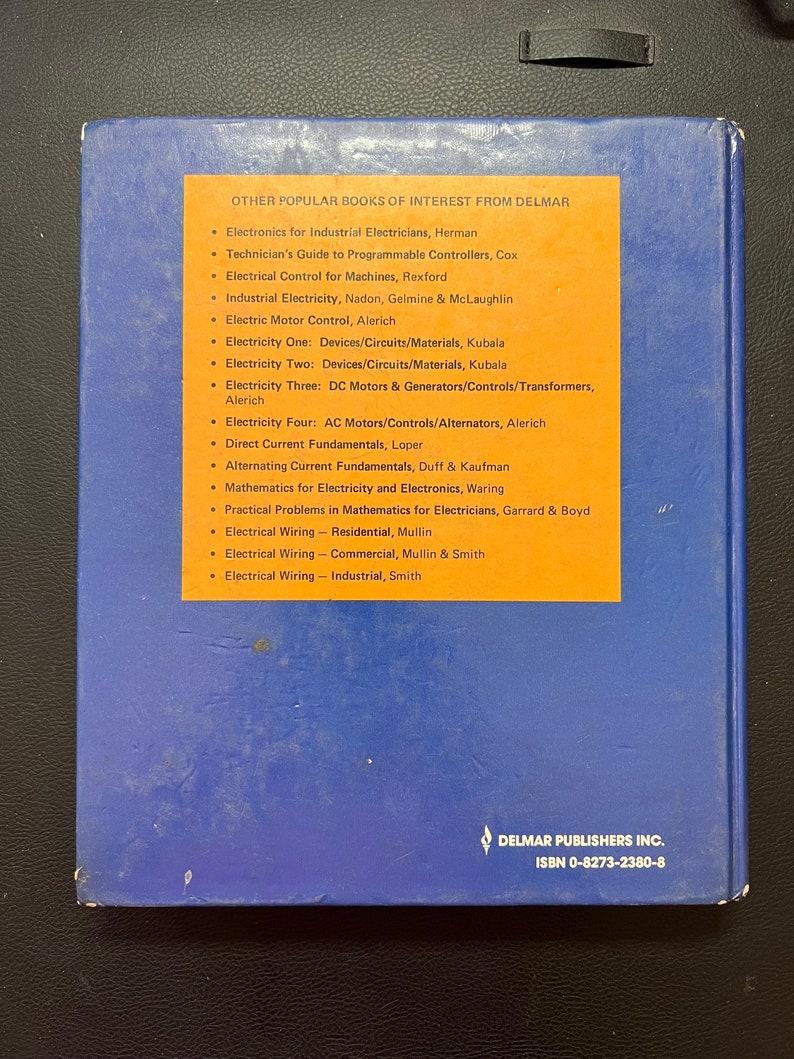 OTHER POPULAR BOOKS OF INTEREST FROM DELMAR
• Electronics for Industrial Electricians, Herman
• Technician's Guide to Programmable Controllers, Cox
• Electrical Control for Machines, Rexford
• Industrial Electricity, Nadon, Gelmine & McLaughlin
• Electric Motor Control, Alerich
• Electricity One: Devices/Circuits/Materials, Kubala
• Electricity Two: Devices/Circuits/Materials, Kubala
• Electricity Three: DC Motors & Generators/Controls/Transformers,
Alerich
• Electricity Four: AC Motors/Controls/Alternators, Alerich
• Direct Current Fundamentals, Loper
• Alternating Current Fundamentals, Duff & Kaufman
• Mathematics for Electricity and Electronics, Waring
• Practical Problems in Mathematics for Electricians, Garrard & Boyd
• Electrical Wiring — Residential, Mullin
• Electrical Wiring — Commercial, Mullin & Smith
• Electrical Wiring — Industrial, Smith
DELMAR PUBLISHERS INC.
ISBN 0-8273-2380-8